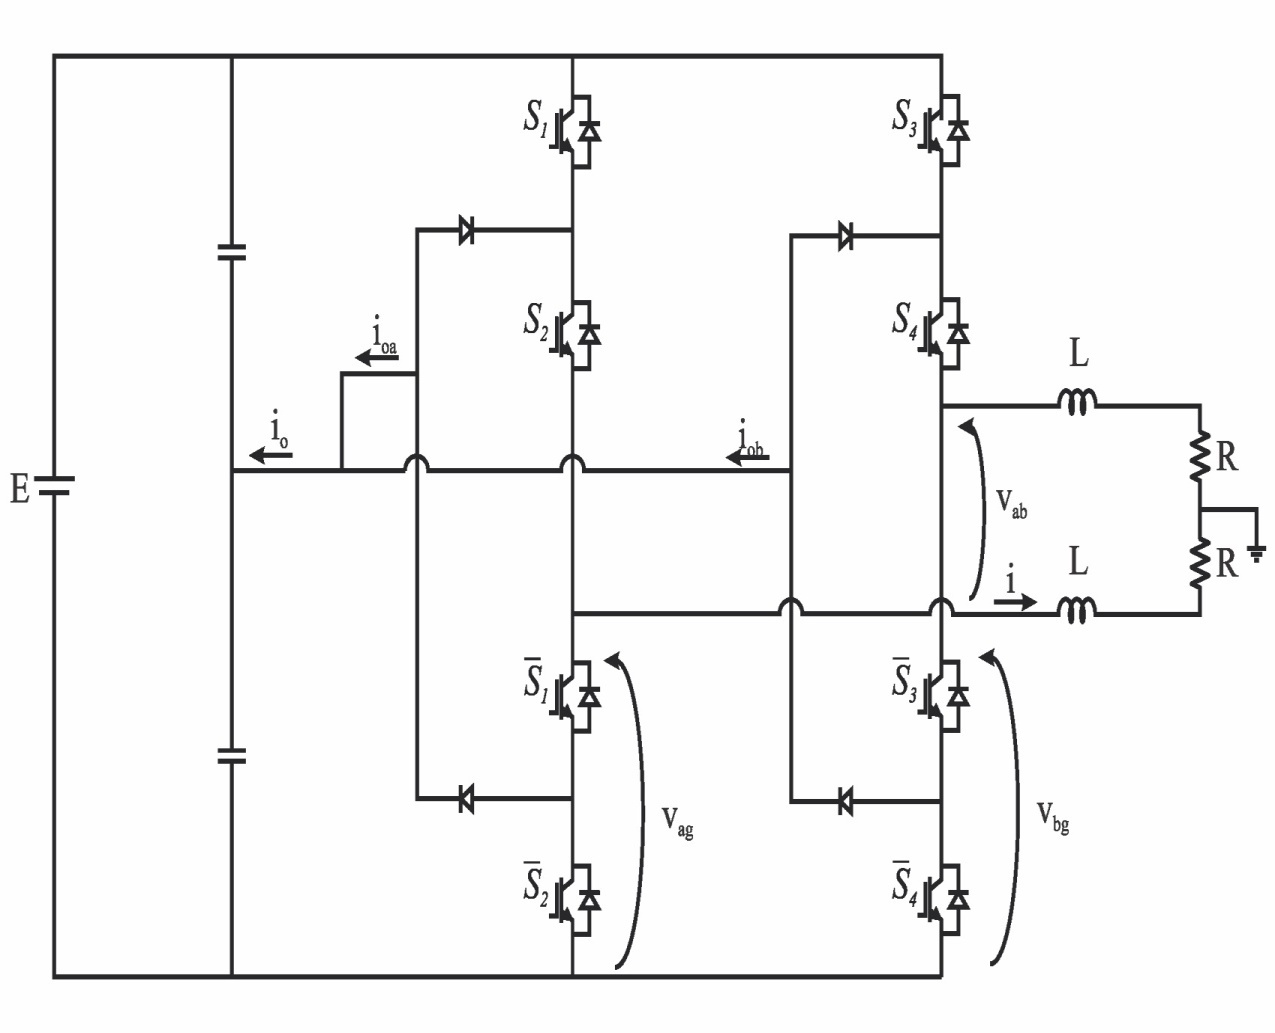 S1
S3
S2
S4
ioa
io
iob
L
R
E
vab
L
R
i
S̅1
S̅3
vag
vbg
S̅2
S̅4